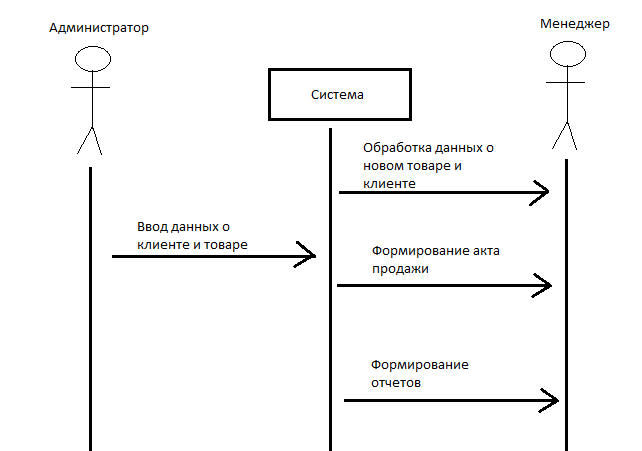 Администратор
Менеджер
Система
Обработка данных о
новом товаре и
клиенте
Ввод данных о
клиенте и товаре
Формирование акта
продажи
Формирование
отчетов